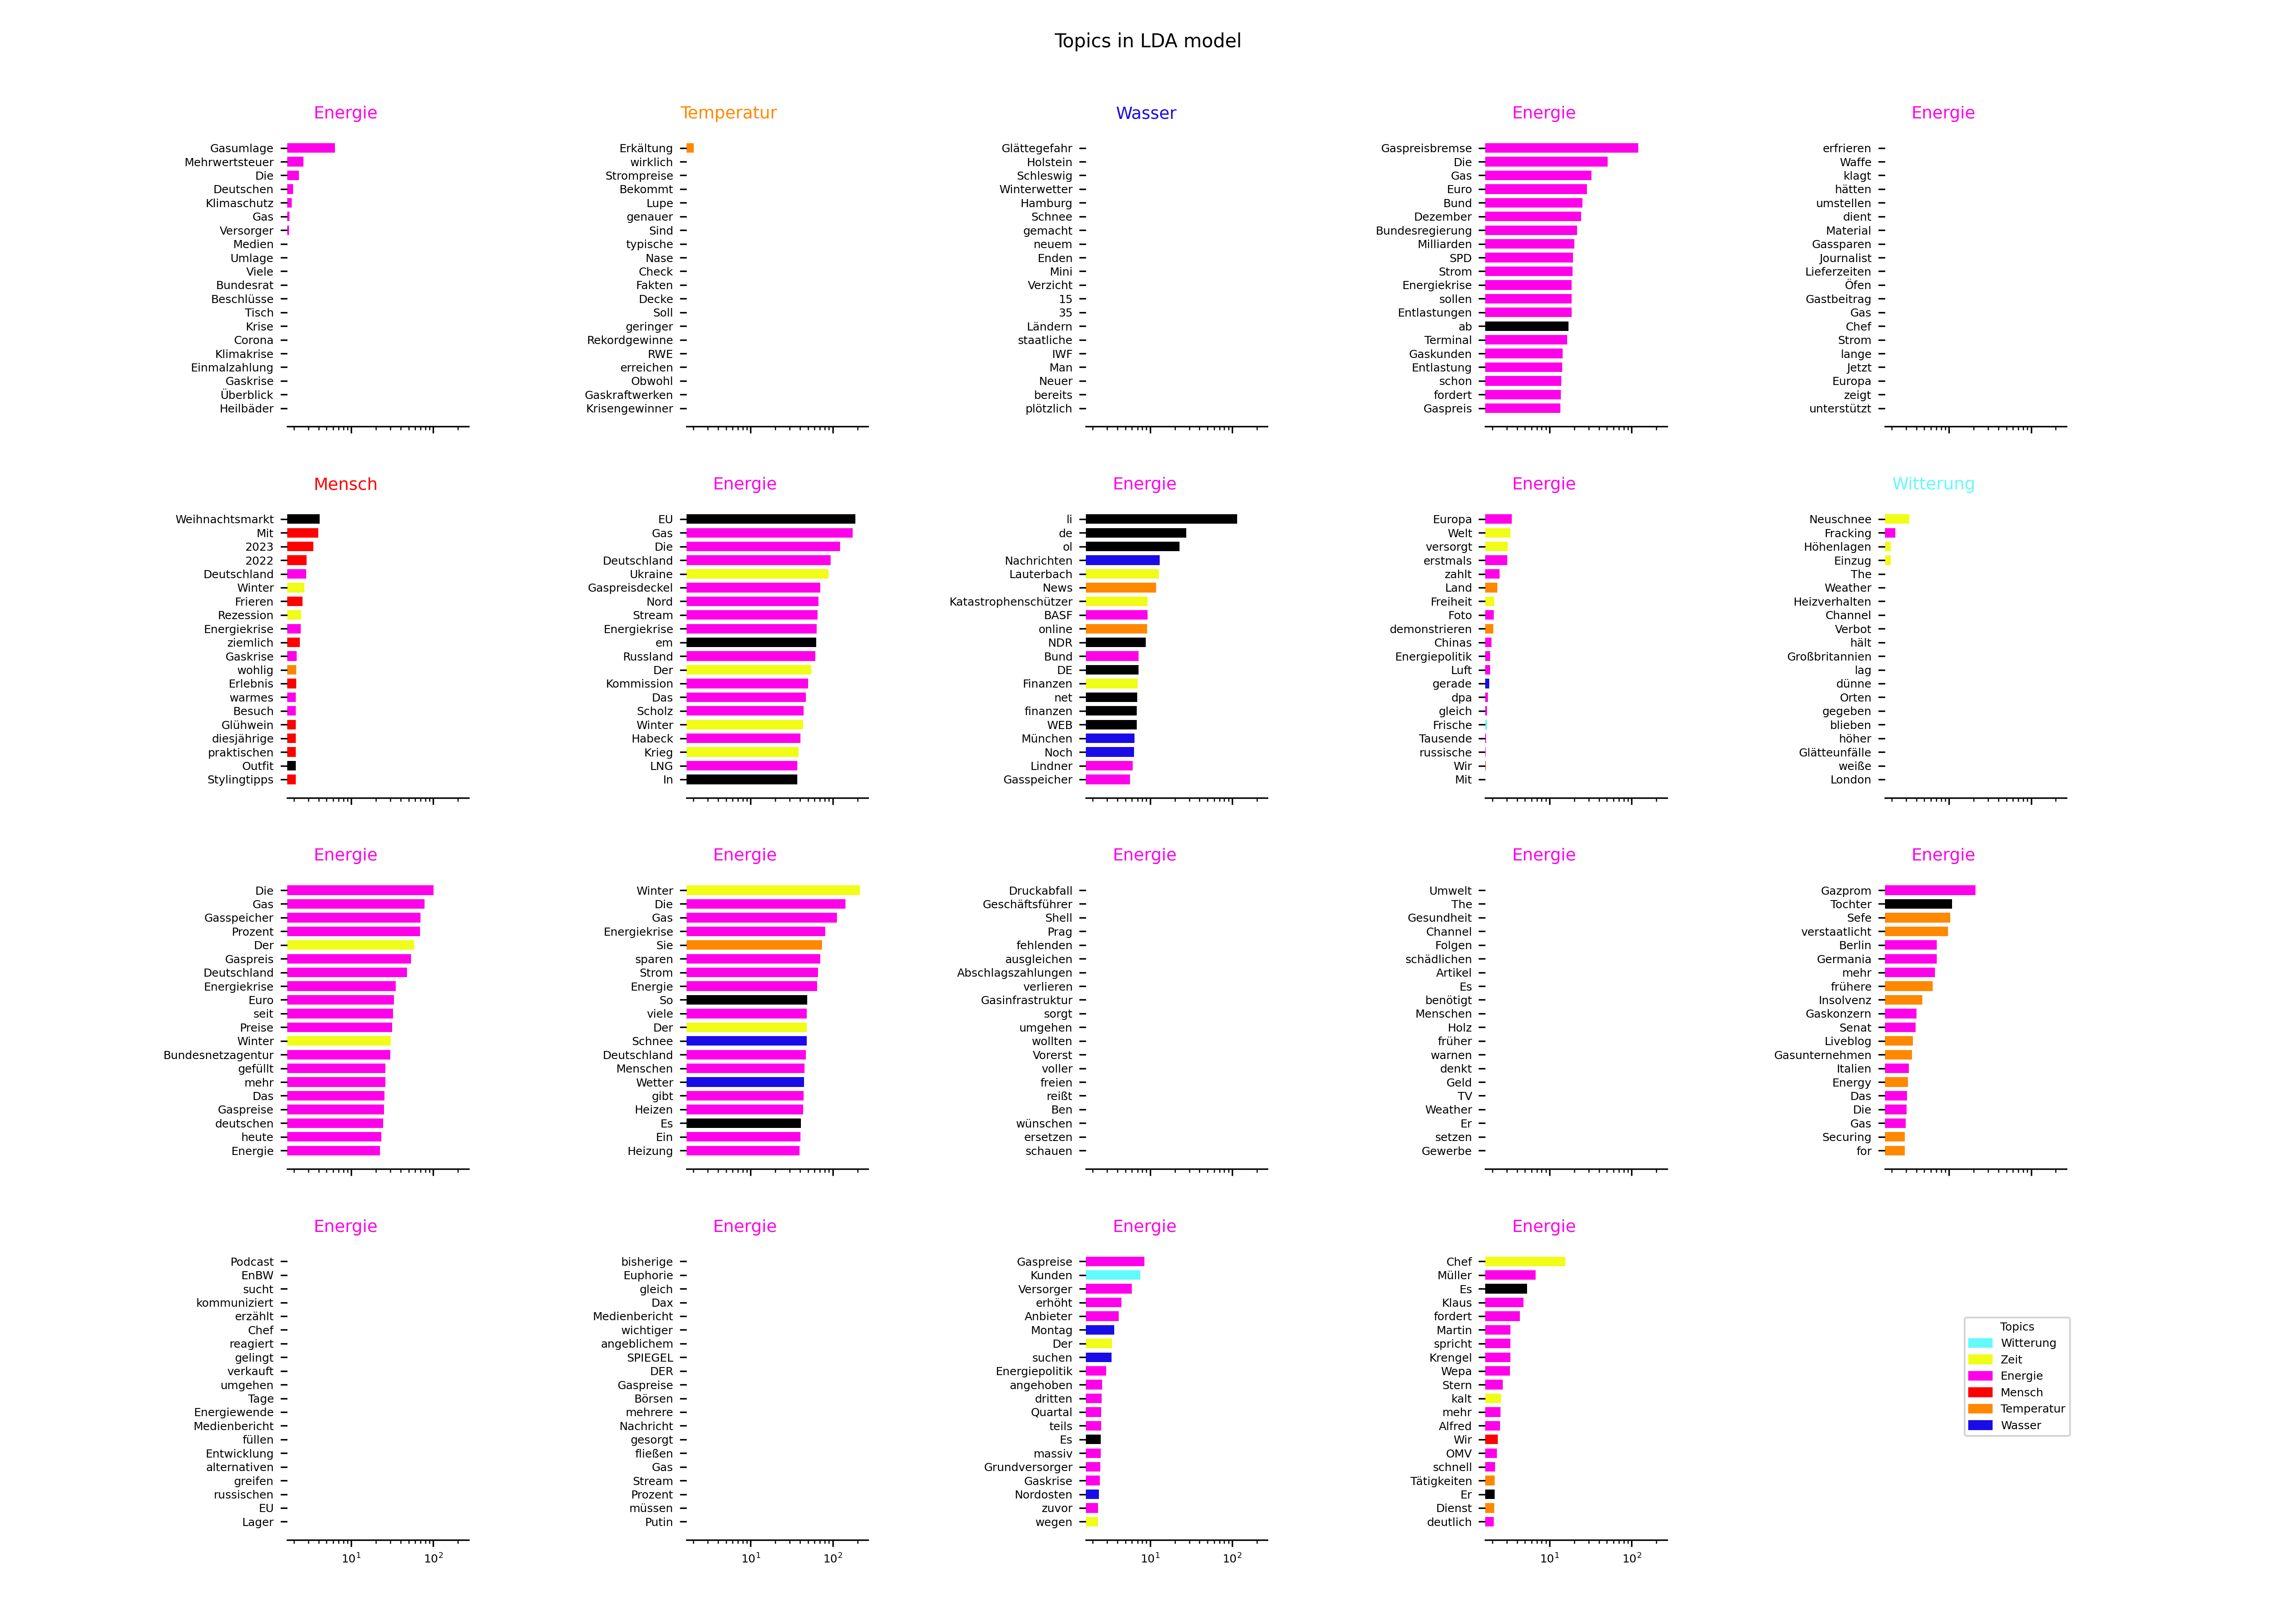 Topics in LDA model
Energie
Gasumlage
Mehrwertsteuer
Die
Deutschen
Klimaschutz
Gas
Versorger
Medien
Umlage
Viele
Bundesrat
Beschlüsse
Tisch
Krise
Corona
Klimakrise
Einmalzahlung
Gaskrise
Überblick
Heilbäder
Temperatur
Erkältung
wirklich
Strompreise
Bekommt
Lupe
genauer
Sind
typische
Nase
Check
Fakten
Decke
Soll
geringer
Rekordgewinne
RWE
erreichen
Obwohl
Gaskraftwerken
Krisengewinner
Wasser
Glättegefahr
Holstein
Schleswig
Winterwetter
Hamburg
Schnee
gemacht
neuem
Enden
Mini
Verzicht
15
35
Ländern
staatliche
IWF
Man
Neuer
bereits
plötzlich
Energie
Gaspreisbremse
Die
Gas
Euro
Bund
Dezember
Bundesregierung
Milliarden
SPD
Strom
Energiekrise
sollen
Entlastungen
ab
Terminal
Gaskunden
Entlastung
schon
fordert
Gaspreis
Energie
erfrieren
Waffe
klagt
hätten
umstellen
dient
Material
Gassparen
Journalist
Lieferzeiten
Öfen
Gastbeitrag
Gas
Chef
Strom
lange
Jetzt
Europa
zeigt
unterstützt
Mensch
Weihnachtsmarkt
Mit
2023
2022
Deutschland
Winter
Frieren
Rezession
Energiekrise
ziemlich
Gaskrise
wohlig
Erlebnis
warmes
Besuch
Glühwein
diesjährige
praktischen
Outfit
Stylingtipps
Energie
EU
Gas
Die
Deutschland
Ukraine
Gaspreisdeckel
Nord
Stream
Energiekrise
em
Russland
Der
Kommission
Das
Scholz
Winter
Habeck
Krieg
LNG
In
Energie
li
de
ol
Nachrichten
Lauterbach
News
Katastrophenschützer
BASF
online
NDR
Bund
DE
Finanzen
net
finanzen
WEB
München
Noch
Lindner
Gasspeicher
Energie
Europa
Welt
versorgt
erstmals
zahlt
Land
Freiheit
Foto
demonstrieren
Chinas
Energiepolitik
Luft
gerade
dpa
gleich
Frische
Tausende
russische
Wir
Mit
Witterung
Neuschnee
Fracking
Höhenlagen
Einzug
The
Weather
Heizverhalten
Channel
Verbot
hält
Großbritannien
lag
dünne
Orten
gegeben
blieben
höher
Glätteunfälle
weiße
London
Energie
Die
Gas
Gasspeicher
Prozent
Der
Gaspreis
Deutschland
Energiekrise
Euro
seit
Preise
Winter
Bundesnetzagentur
gefüllt
mehr
Das
Gaspreise
deutschen
heute
Energie
Energie
Winter
Die
Gas
Energiekrise
Sie
sparen
Strom
Energie
So
viele
Der
Schnee
Deutschland
Menschen
Wetter
gibt
Heizen
Es
Ein
Heizung
Energie
Druckabfall
Geschäftsführer
Shell
Prag
fehlenden
ausgleichen
Abschlagszahlungen
verlieren
Gasinfrastruktur
sorgt
umgehen
wollten
Vorerst
voller
freien
reißt
Ben
wünschen
ersetzen
schauen
Energie
Umwelt
The
Gesundheit
Channel
Folgen
schädlichen
Artikel
Es
benötigt
Menschen
Holz
früher
warnen
denkt
Geld
TV
Weather
Er
setzen
Gewerbe
Energie
Gazprom
Tochter
Sefe
verstaatlicht
Berlin
Germania
mehr
frühere
Insolvenz
Gaskonzern
Senat
Liveblog
Gasunternehmen
Italien
Energy
Das
Die
Gas
Securing
for
Energie
Podcast
EnBW
sucht
kommuniziert
erzählt
Chef
reagiert
gelingt
verkauft
umgehen
Tage
Energiewende
Medienbericht
füllen
Entwicklung
alternativen
greifen
russischen
EU
Lager
10¹ 10²
Energie
bisherige
Euphorie
gleich
Dax
Medienbericht
wichtiger
angeblichem
SPIEGEL
DER
Gaspreise
Börsen
mehrere
Nachricht
gesorgt
fließen
Gas
Stream
Prozent
müssen
Putin
10¹ 10²
Energie
Gaspreise
Kunden
Versorger
erhöht
Anbieter
Montag
Der
suchen
Energiepolitik
angehoben
dritten
Quartal
teils
Es
massiv
Grundversorger
Gaskrise
Nordosten
zuvor
wegen
10¹ 10²
Energie
Chef
Müller
Es
Klaus
fordert
Martin
spricht
Krengel
Wepa
Stern
kalt
mehr
Alfred
Wir
OMV
schnell
Tätigkeiten
Er
Dienst
deutlich
10¹ 10²
Topics
Witterung
Zeit
Energie
Mensch
Temperatur
Wasser